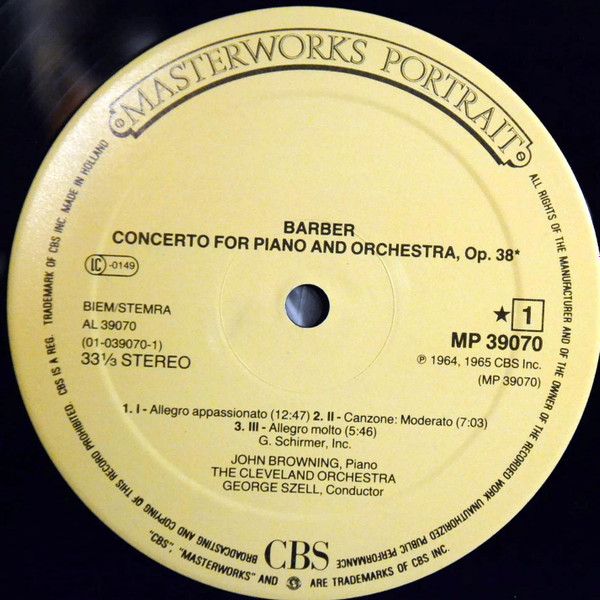 MASTERWORKS PORTRAIT
BARBER
CONCERTO FOR PIANO AND ORCHESTRA, Op. 38*
IC -0149
BIEM/STEMRA
AL 39070
(01-039070-1)
33⅓ STEREO
★ 1
MP 39070
℗ 1964, 1965 CBS Inc.
(MP 39070)
1. I - Allegro appassionato (12:47) 2. II - Canzone: Moderato (7:03)
3. III - Allegro molto (5:46)
G. Schirmer, Inc.
JOHN BROWNING, Piano
THE CLEVELAND ORCHESTRA
GEORGE SZELL, Conductor
CBS
ALL RIGHTS OF THE MANUFACTURER AND OF THE OWNER OF THE RECORDED WORK UNAUTHORIZED PUBLIC PERFORMANCE BROADCASTING AND COPYING OF THIS RECORD PROHIBITED. CBS IS A REG. TRADEMARK OF CBS INC. MADE IN HOLLAND
"CBS", "MASTERWORKS" AND ARE TRADEMARKS OF CBS INC.